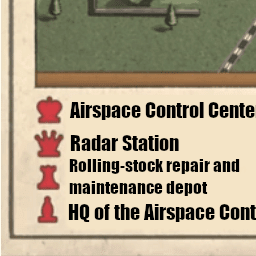 Airspace Control Cente
Radar Station
Rolling-stock repair and
maintenance depot
HQ of the Airspace Cont